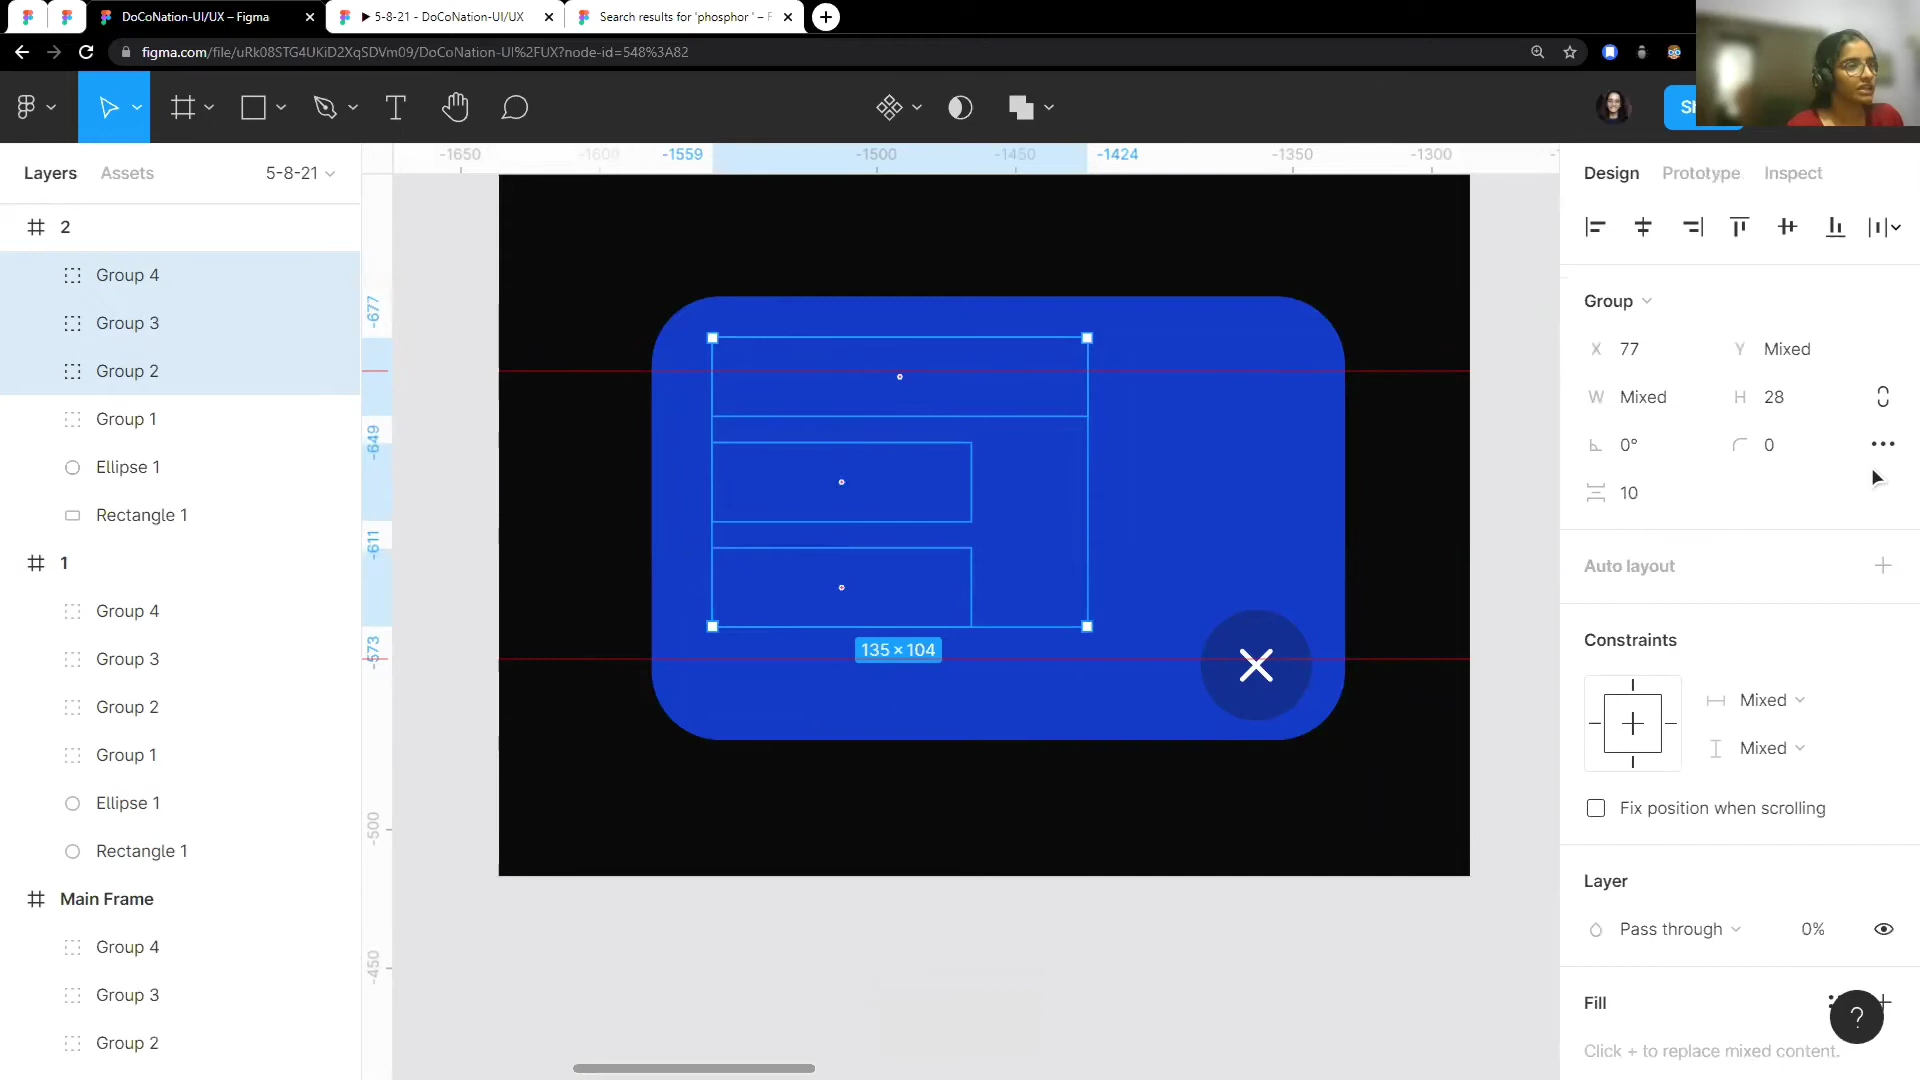 DoCoNation-UI/UX – Figma
5-8-21 - DoCoNation-UI/UX
Search results for 'phosphor ' – F
figma.com/file/uRk08STG4UKiD2XqSDVm09/DoCoNation-UI%2FUX?node-id=548%3A82
Layers
Assets
5-8-21
2
Group 4
Group 3
Group 2
Group 1
Ellipse 1
Rectangle 1
1
Group 4
Group 3
Group 2
Group 1
Ellipse 1
Rectangle 1
Main Frame
Group 4
Group 3
Group 2
-1650
-1600
-1559
-1500
-1450
-1424
-1350
-1300
-677
-649
-611
-573
-500
-450
135 × 104
Design
Prototype
Inspect
Group
X 77
Y Mixed
W Mixed
H 28
0°
0
10
Auto layout
Constraints
Mixed
Mixed
Fix position when scrolling
Layer
Pass through
0%
Fill
?
Click + to replace mixed content.